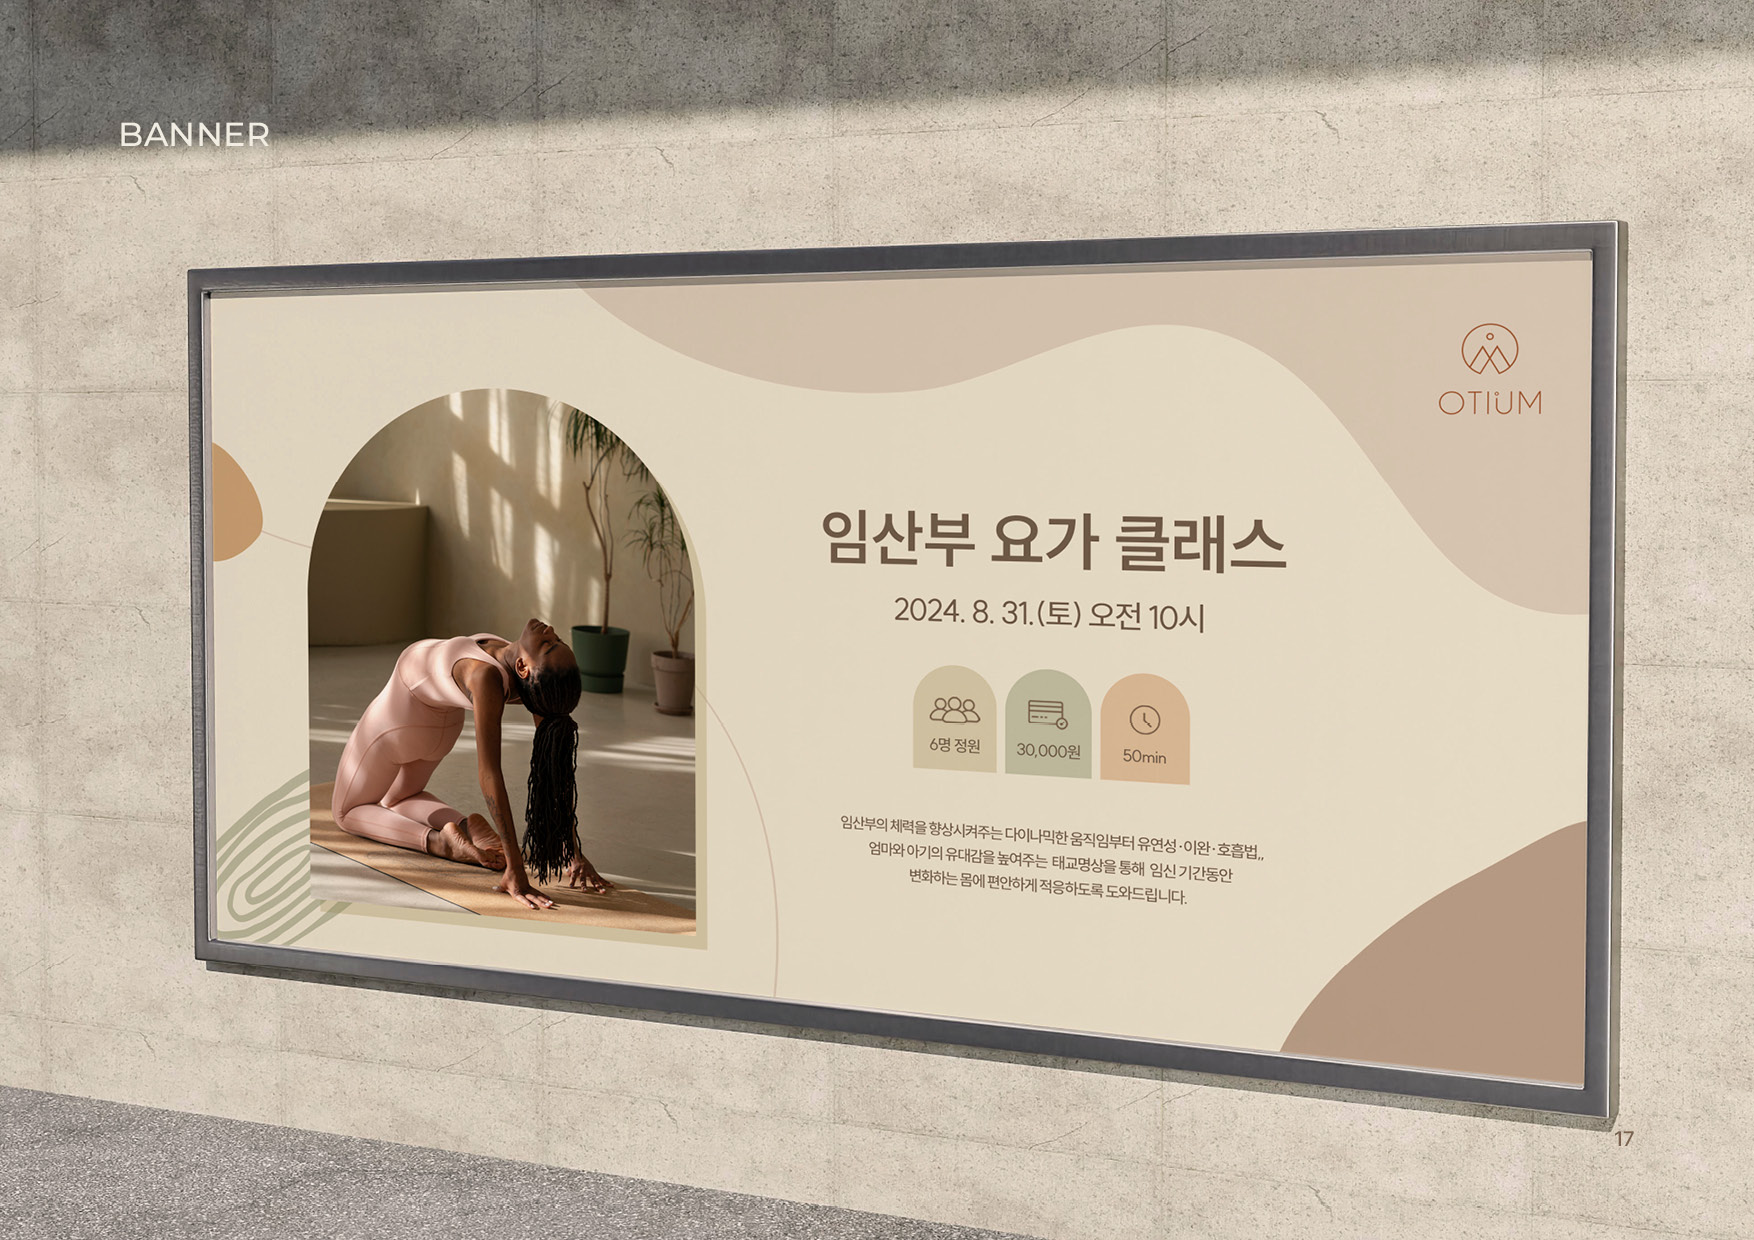 BANNER
OTIUM
임산부 요가 클래스
2024. 8. 31.(토) 오전 10시
6명 정원
30,000원
50min
임산부의 체력을 향상시켜주는 다이나믹한 움직임부터 유연성·이완·호흡법,,
엄마와 아기의 유대감을 높여주는 태교명상을 통해 임신 기간동안
변화하는 몸에 편안하게 적응하도록 도와드립니다.
17